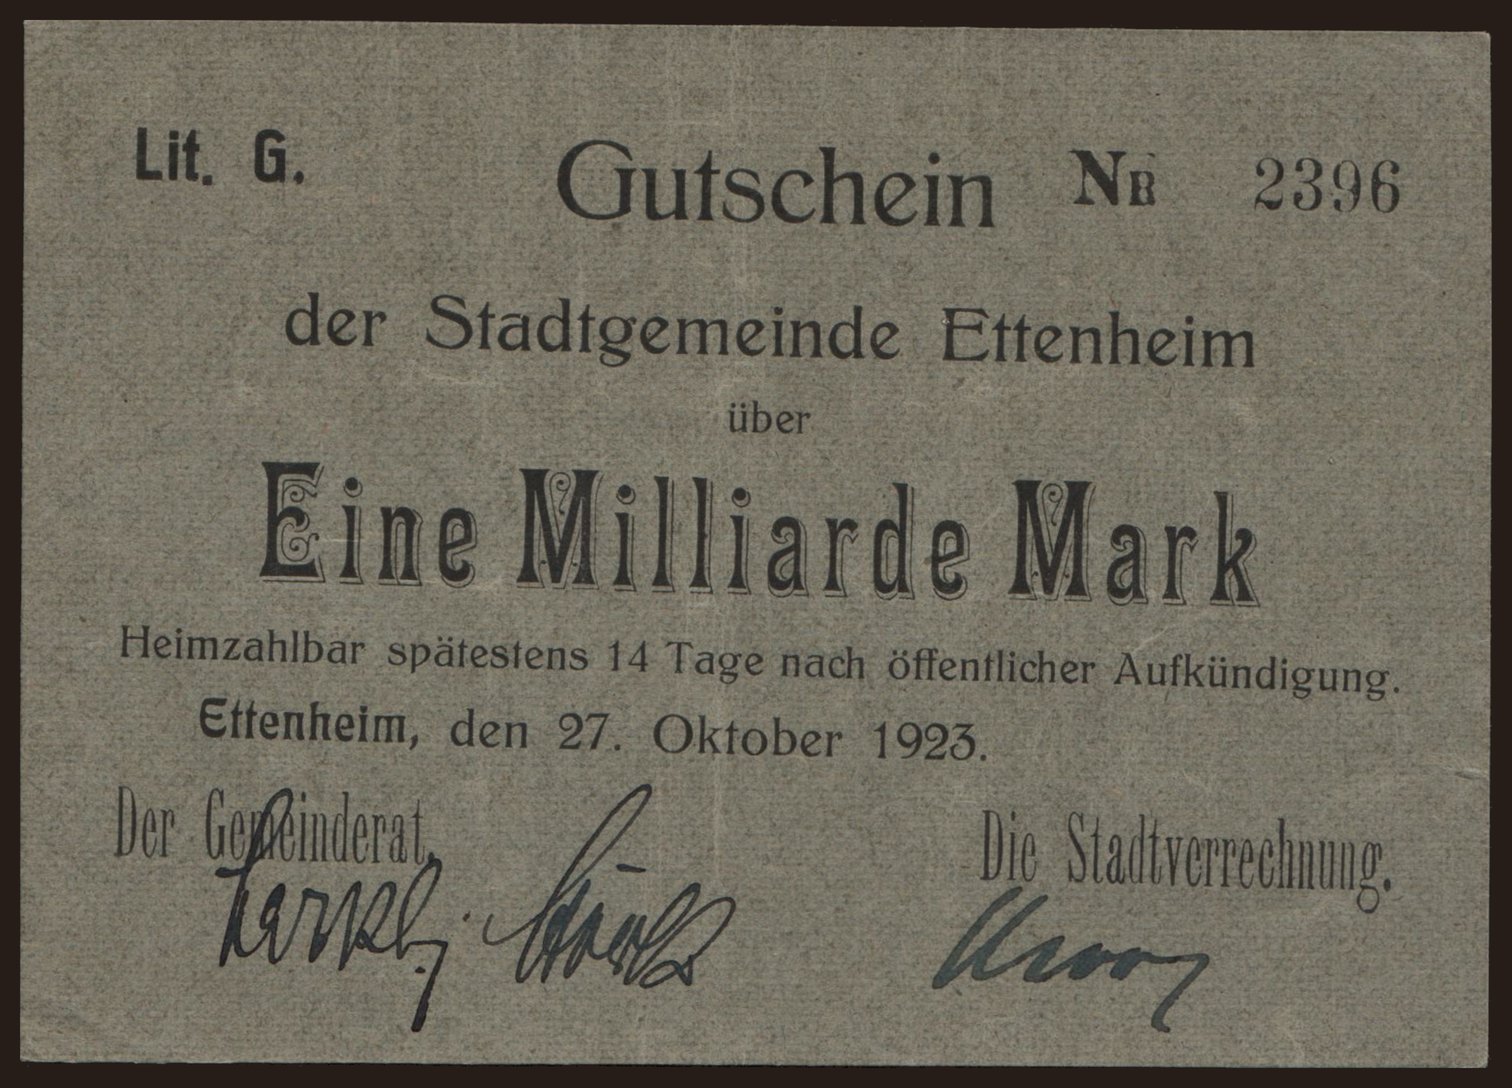 Lit. G. Gutschein NR 2396
der Stadtgemeinde Ettenheim
über
Eine Milliarde Mark
Heimzahlbar spätestens 14 Tage nach öffentlicher Aufkündigung.
Ettenheim, den 27. Oktober 1923.
Der Gemeinderat. Die Stadtverrechnung.